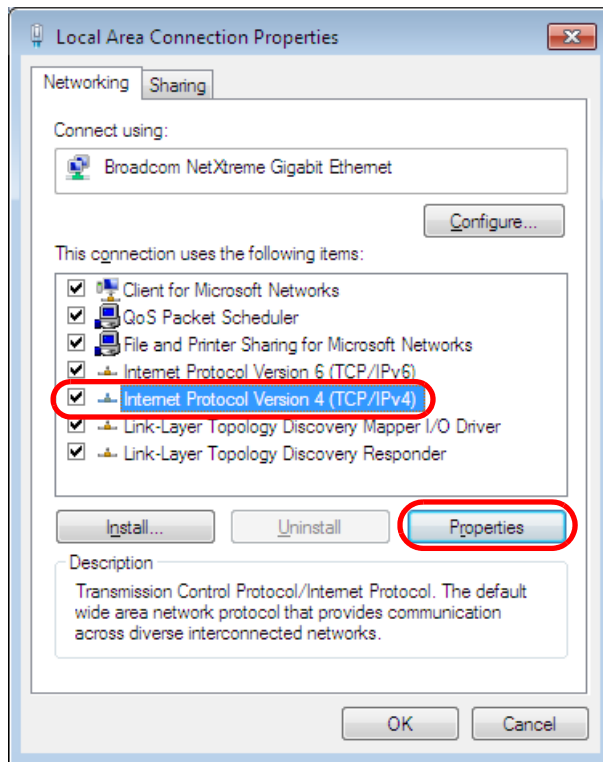 Local Area Connection Properties
Networking
Sharing
Connect using:
Broadcom NetXtreme Gigabit Ethernet
Configure...
This connection uses the following items:
Client for Microsoft Networks
QoS Packet Scheduler
File and Printer Sharing for Microsoft Networks
Internet Protocol Version 6 (TCP/IPv6)
Internet Protocol Version 4 (TCP/IPv4)
Link-Layer Topology Discovery Mapper I/O Driver
Link-Layer Topology Discovery Responder
Install...
Uninstall
Properties
Description
Transmission Control Protocol/Internet Protocol. The default
wide area network protocol that provides communication
across diverse interconnected networks.
OK
Cancel